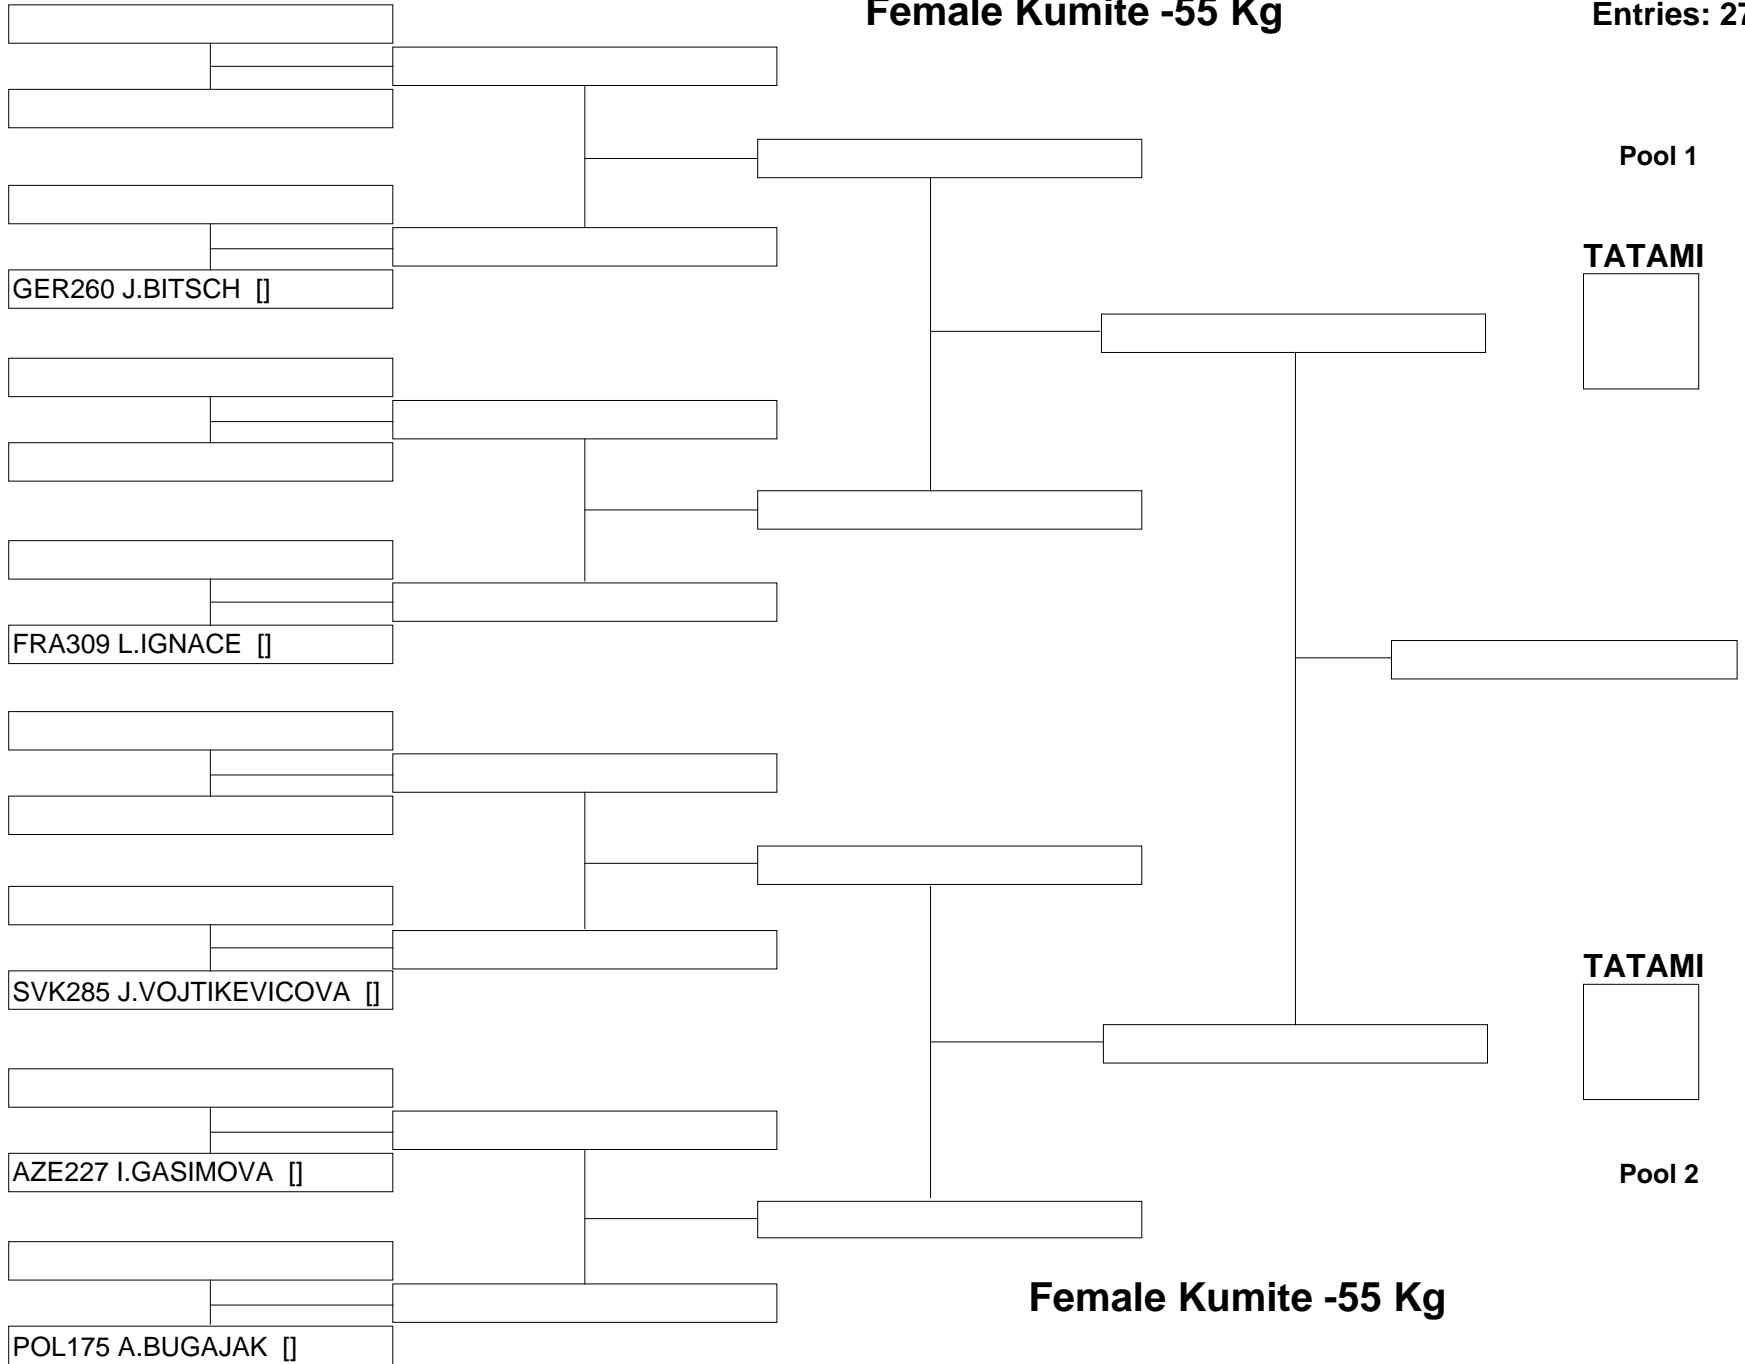 Female Kumite -55 Kg
Entries: 27
Pool 1
TATAMI
GER260 J.BITSCH []
FRA309 L.IGNACE []
SVK285 J.VOJTIKEVICOVA []
TATAMI
AZE227 I.GASIMOVA []
Pool 2
Female Kumite -55 Kg
POL175 A.BUGAJAK []